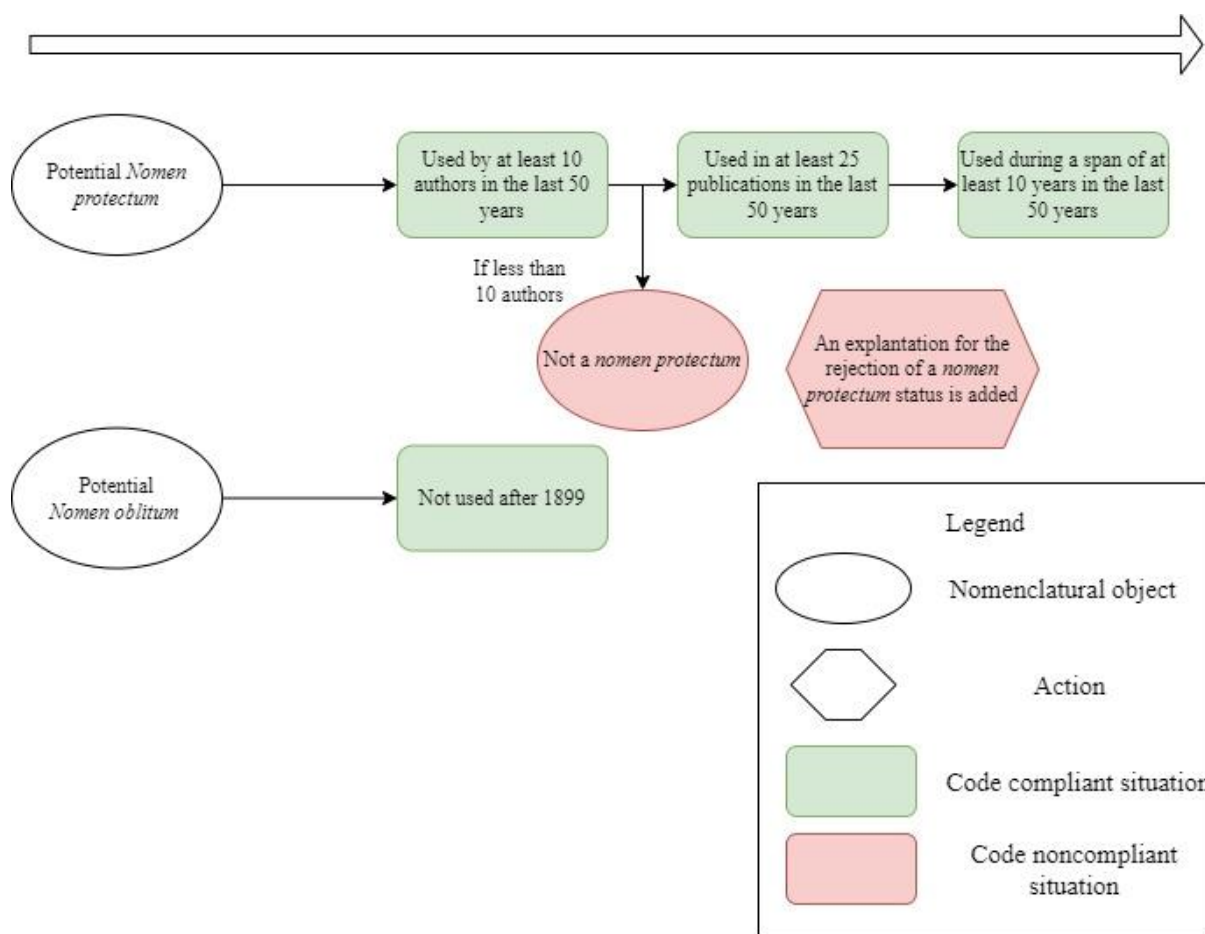 Potential Nomen
protectum
Used by at least 10
authors in the last 50
years
Used in at least 25
publications in the last
50 years
Used during a span of at
least 10 years in the last
50 years
If less than
10 authors
Not a nomen protectum
An explantation for the
rejection of a nomen
protectum status is added
Potential
Nomen oblitum
Not used after 1899
Legend
Nomenclatural object
Action
Code compliant situation
Code noncompliant
situation